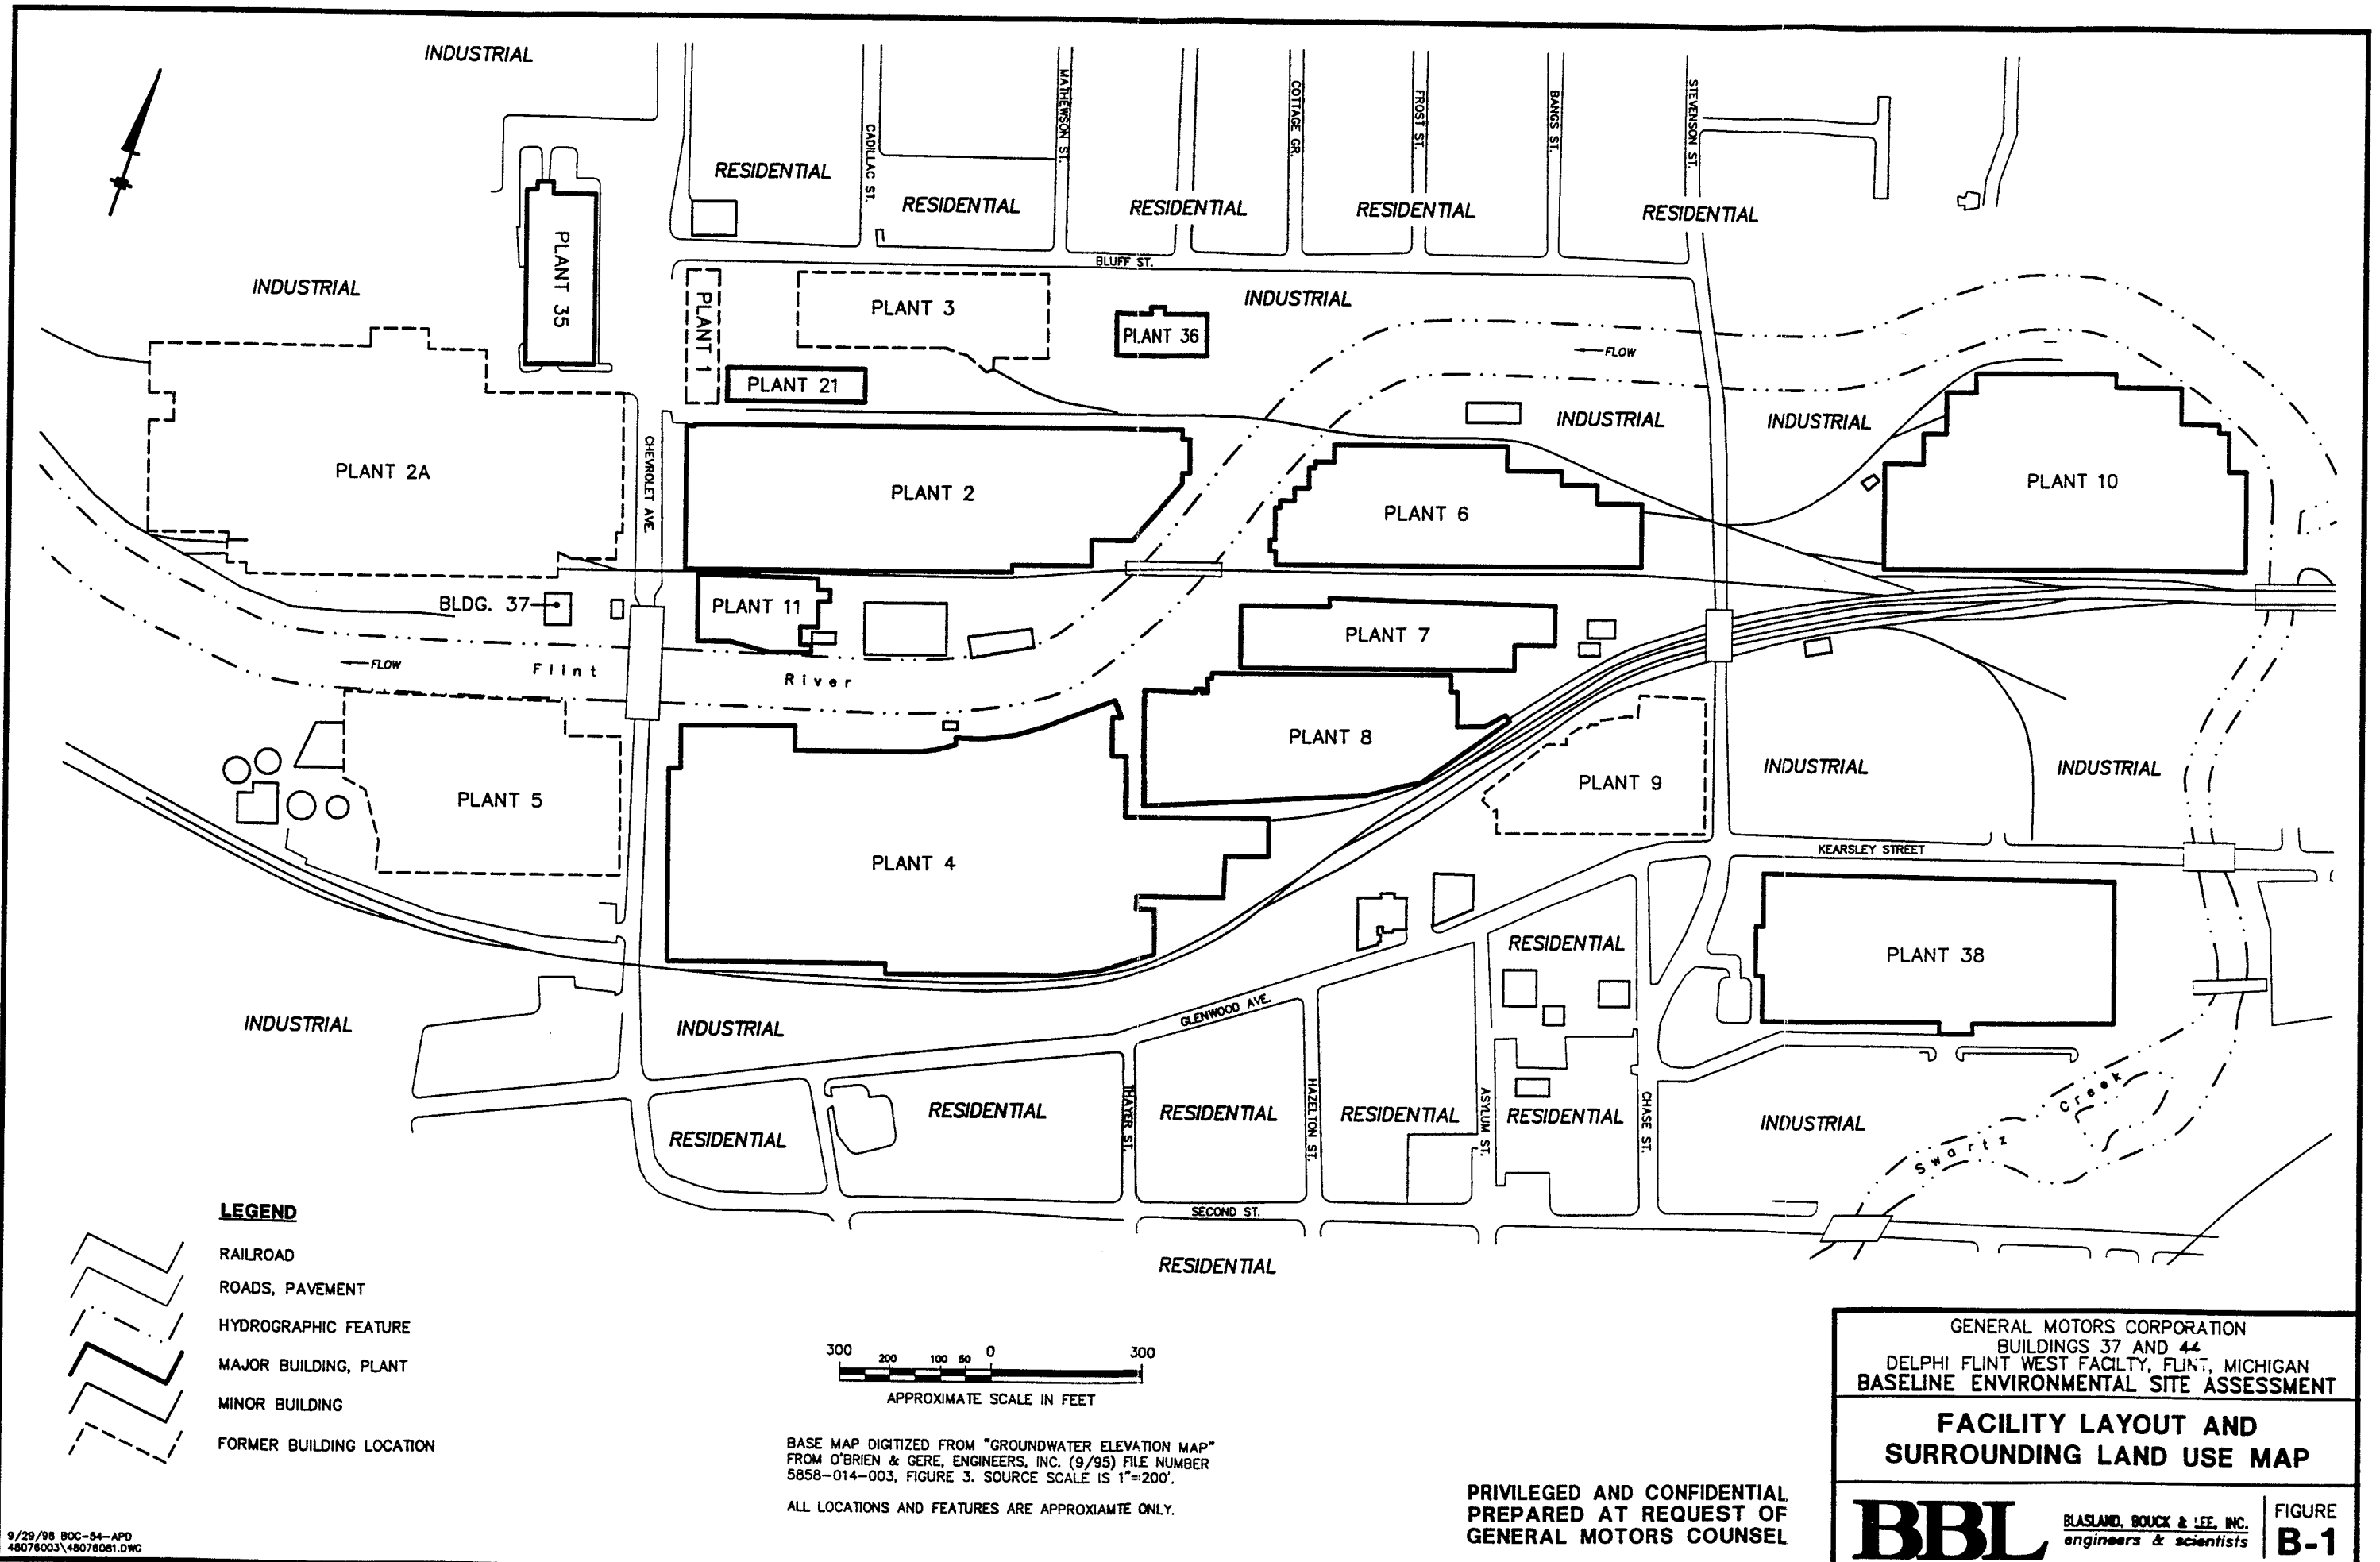 INDUSTRIAL
MATHEWSON ST.
COTTAGE GR.
FROST ST.
BANGS ST.
STEVENSON ST.
CADILLAC ST.
RESIDENTIAL
RESIDENTIAL
RESIDENTIAL
RESIDENTIAL
RESIDENTIAL
PLANT 35
INDUSTRIAL
BLUFF ST.
PLANT 1
PLANT 3
INDUSTRIAL
PLANT 36
FLOW
PLANT 21
INDUSTRIAL
INDUSTRIAL
CHEVROLET AVE.
PLANT 2A
PLANT 2
PLANT 6
PLANT 10
BLDG. 37
PLANT 11
PLANT 7
FLOW
Flint
River
PLANT 8
PLANT 9
INDUSTRIAL
INDUSTRIAL
PLANT 5
PLANT 4
KEARSLEY STREET
RESIDENTIAL
PLANT 38
INDUSTRIAL
INDUSTRIAL
GLENWOOD AVE.
THAYER ST.
HAZELTON ST.
ASYLUM ST.
CHASE ST.
RESIDENTIAL
RESIDENTIAL
RESIDENTIAL
RESIDENTIAL
RESIDENTIAL
INDUSTRIAL
Swartz Creek
SECOND ST.
RESIDENTIAL
LEGEND
RAILROAD
ROADS, PAVEMENT
HYDROGRAPHIC FEATURE
MAJOR BUILDING, PLANT
MINOR BUILDING
FORMER BUILDING LOCATION
300 200 100 50 0 300
APPROXIMATE SCALE IN FEET
BASE MAP DIGITIZED FROM "GROUNDWATER ELEVATION MAP"
FROM O'BRIEN & GERE, ENGINEERS, INC. (9/95) FILE NUMBER
5858-014-003, FIGURE 3. SOURCE SCALE IS 1"=200'.
ALL LOCATIONS AND FEATURES ARE APPROXIAMTE ONLY.
PRIVILEGED AND CONFIDENTIAL
PREPARED AT REQUEST OF
GENERAL MOTORS COUNSEL
GENERAL MOTORS CORPORATION
BUILDINGS 37 AND 44
DELPHI FLINT WEST FACILTY, FLINT, MICHIGAN
BASELINE ENVIRONMENTAL SITE ASSESSMENT
FACILITY LAYOUT AND
SURROUNDING LAND USE MAP
BBL
BLASLAND, BOUCK & LEE, INC.
engineers & scientists
FIGURE
B-1
9/29/98 BOC-54-APD
48076003\48076081.DWG